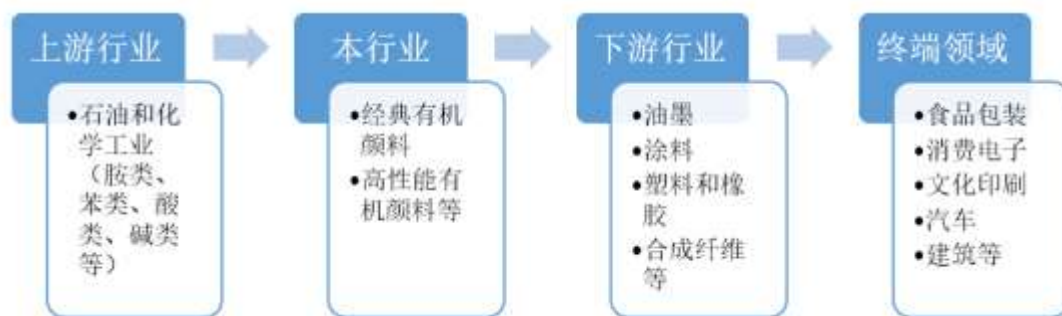 上游行业
•石油和化
学工业
（胺类、
苯类、酸
类、碱类
等）
本行业
•经典有机
颜料
•高性能有
机颜料等
下游行业
•油墨
•涂料
•塑料和橡
胶
•合成纤维
等
终端领域
•食品包装
•消费电子
•文化印刷
•汽车
•建筑等